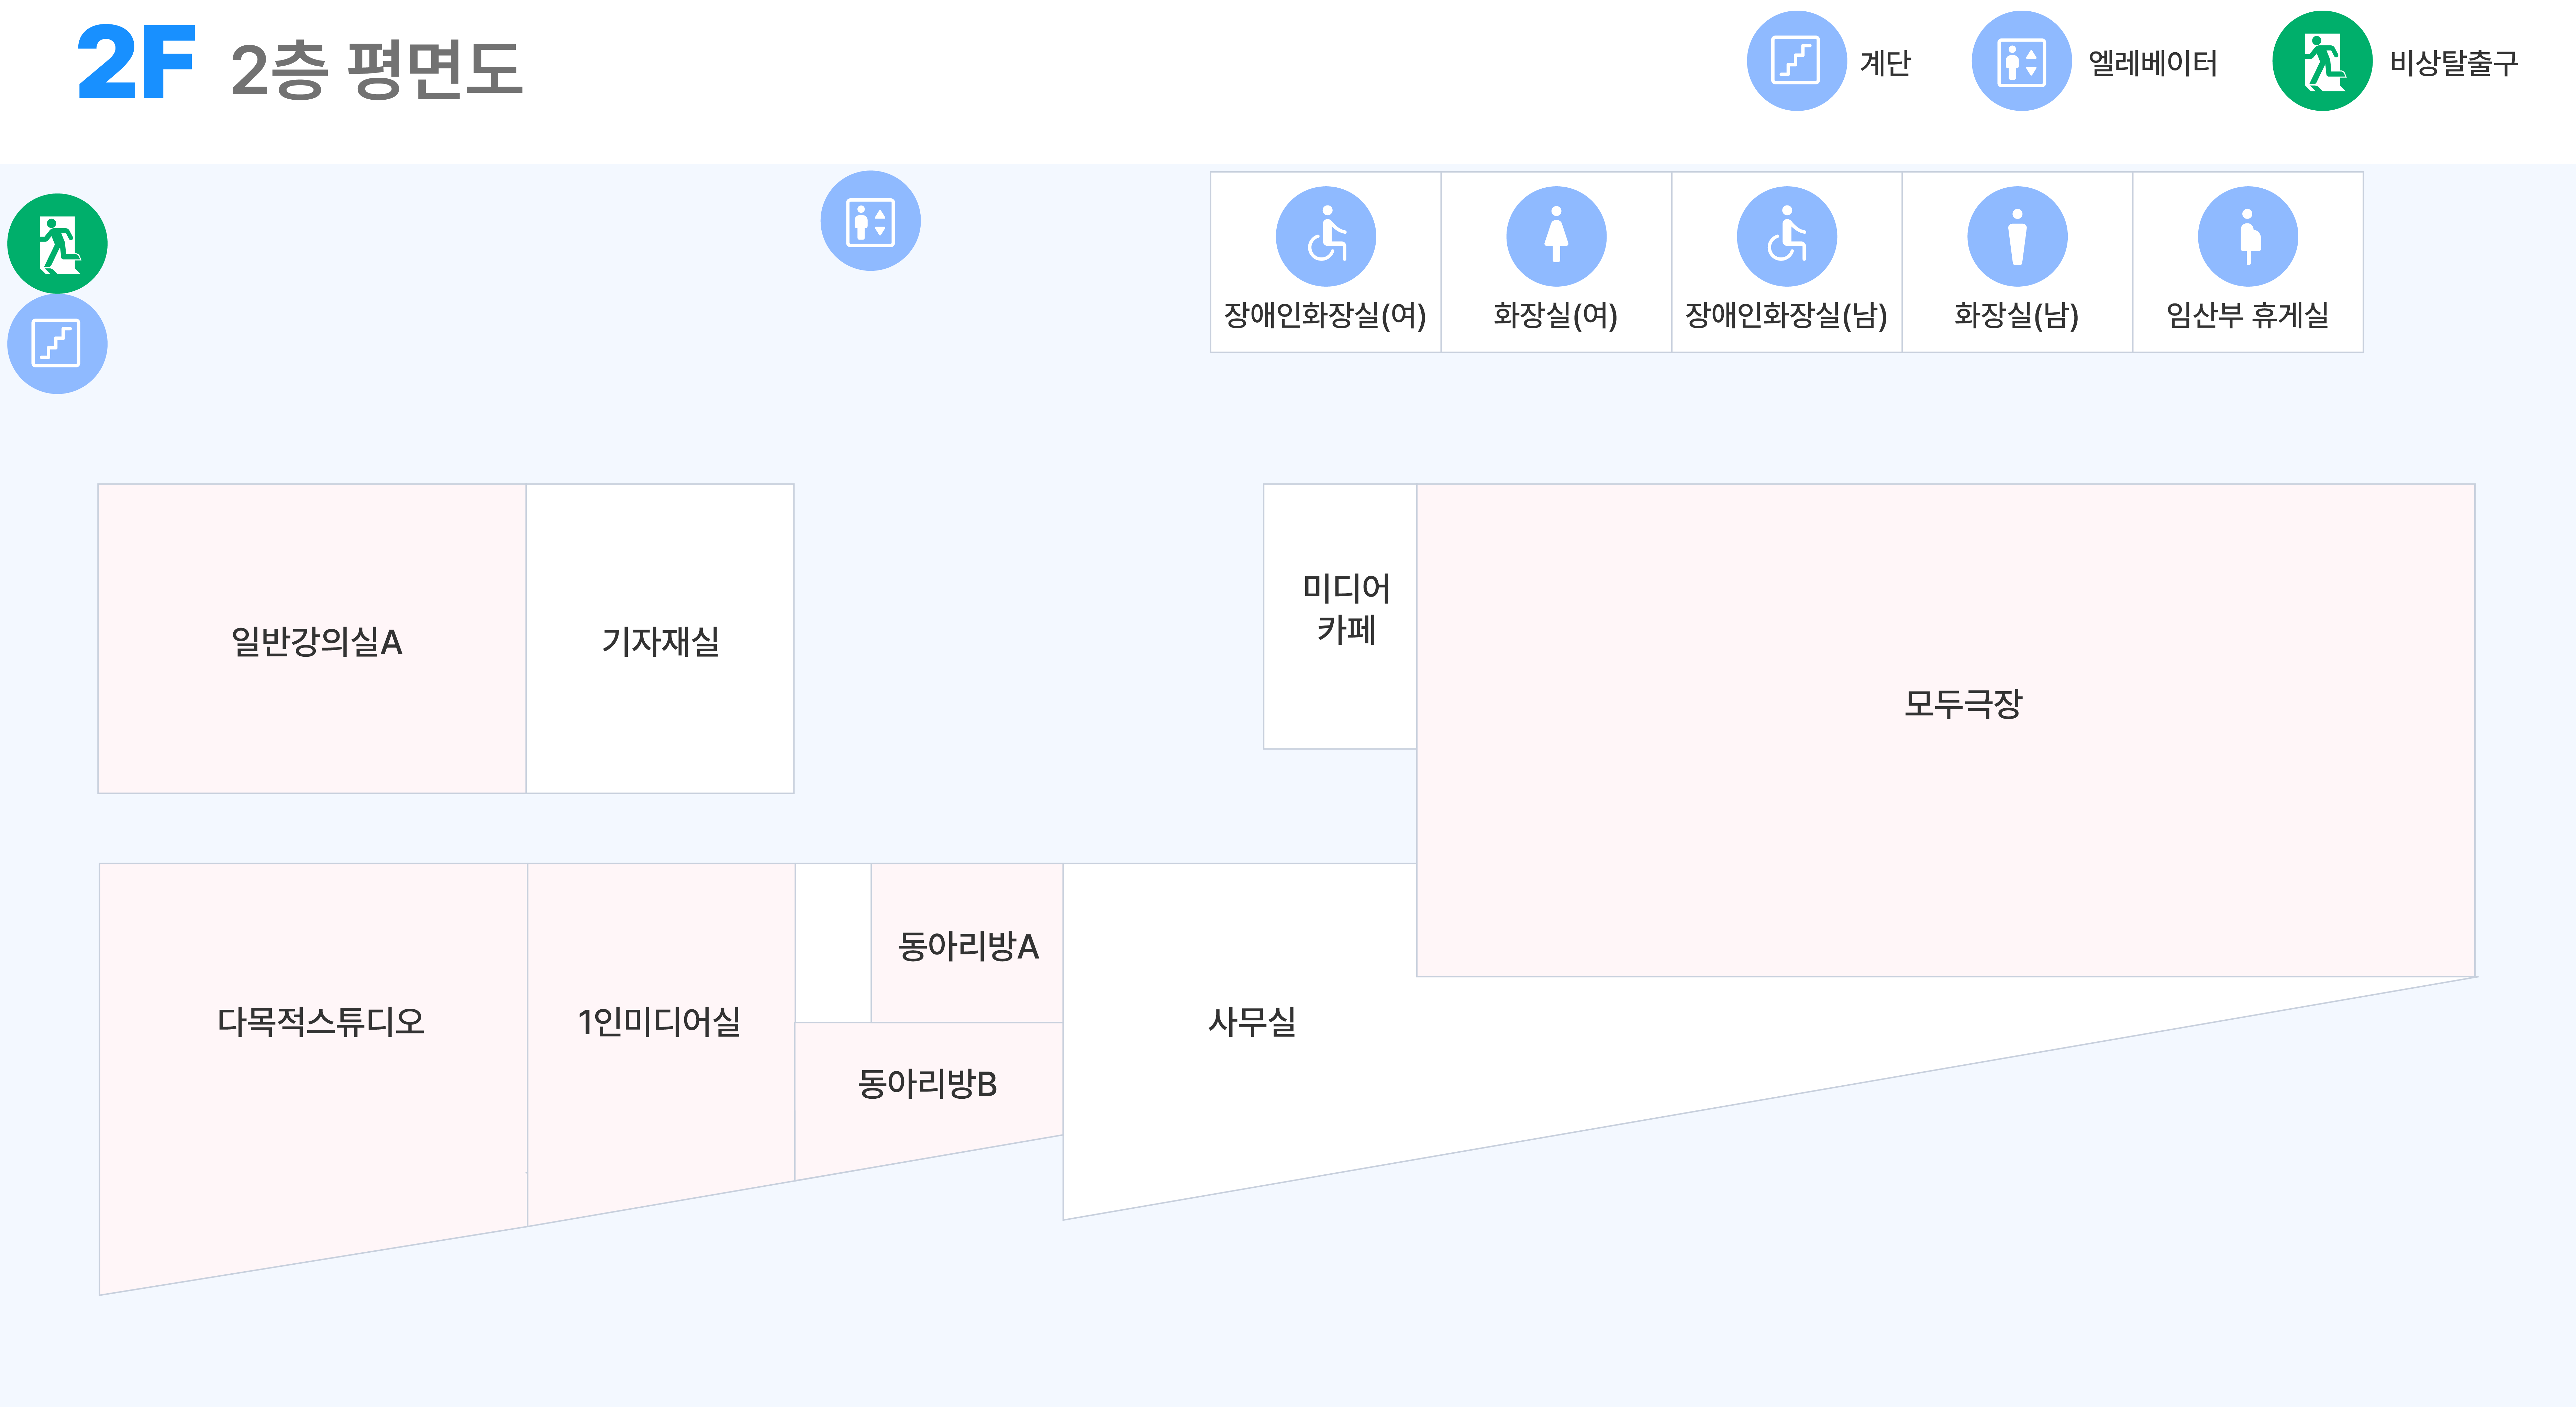 2F 2층 평면도
계단
엘레베이터
비상탈출구
장애인화장실(여)
화장실(여)
장애인화장실(남)
화장실(남)
임산부 휴게실
일반강의실A
기자재실
미디어
카페
모두극장
다목적스튜디오
1인미디어실
동아리방A
동아리방B
사무실